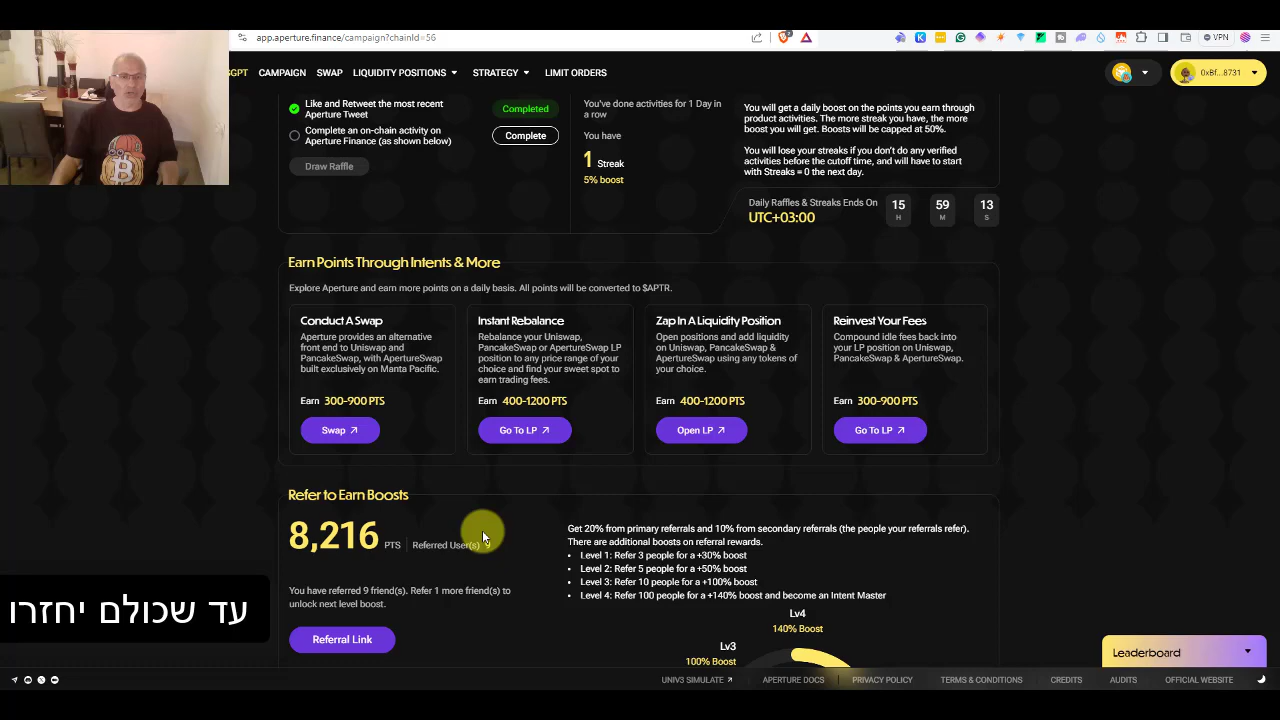 app.aperture.finance/campaign?chainId=56
VPN
GPT CAMPAIGN SWAP LIQUIDITY POSITIONS STRATEGY LIMIT ORDERS
0xBf...8731
Like and Retweet the most recent
Aperture Tweet
Completed
Complete an on-chain activity on
Aperture Finance (as shown below)
Complete
Draw Raffle
You've done activities for 1 Day in
a row
You have
1 Streak
5% boost
You will get a daily boost on the points you earn through
product activities. The more streak you have, the more
boost you will get. Boosts will be capped at 50%.
You will lose your streaks if you don't do any verified
activities before the cutoff time, and will have to start
with Streaks = 0 the next day.
Daily Raffles & Streaks Ends On
UTC+03:00
15 59 13
H M S
Earn Points Through Intents & More
Explore Aperture and earn more points on a daily basis. All points will be converted to $APTR.
Conduct A Swap
Aperture provides an alternative
front end to Uniswap and
PancakeSwap, with ApertureSwap
built exclusively on Manta Pacific.
Earn 300-900 PTS
Swap
Instant Rebalance
Rebalance your Uniswap,
PancakeSwap or ApertureSwap LP
position to any price range of your
choice and find your sweet spot to
earn trading fees.
Earn 400-1200 PTS
Go To LP
Zap In A Liquidity Position
Open positions and add liquidity
on Uniswap, PancakeSwap &
ApertureSwap using any tokens of
your choice.
Earn 400-1200 PTS
Open LP
Reinvest Your Fees
Compound idle fees back into
your LP position on Uniswap,
PancakeSwap & ApertureSwap.
Earn 300-900 PTS
Go To LP
Refer to Earn Boosts
8,216 PTS Referred User(s) 9
You have referred 9 friend(s). Refer 1 more friend(s) to
unlock next level boost.
Referral Link
Get 20% from primary referrals and 10% from secondary referrals (the people your referrals refer).
There are additional boosts on referral rewards.
• Level 1: Refer 3 people for a +30% boost
• Level 2: Refer 5 people for a +50% boost
• Level 3: Refer 10 people for a +100% boost
• Level 4: Refer 100 people for a +140% boost and become an Intent Master
Lv4
140% Boost
Lv3
100% Boost
עד שכולם יחזרו
Leaderboard
UNIV3 SIMULATE APERTURE DOCS PRIVACY POLICY TERMS & CONDITIONS CREDITS AUDITS OFFICIAL WEBSITE